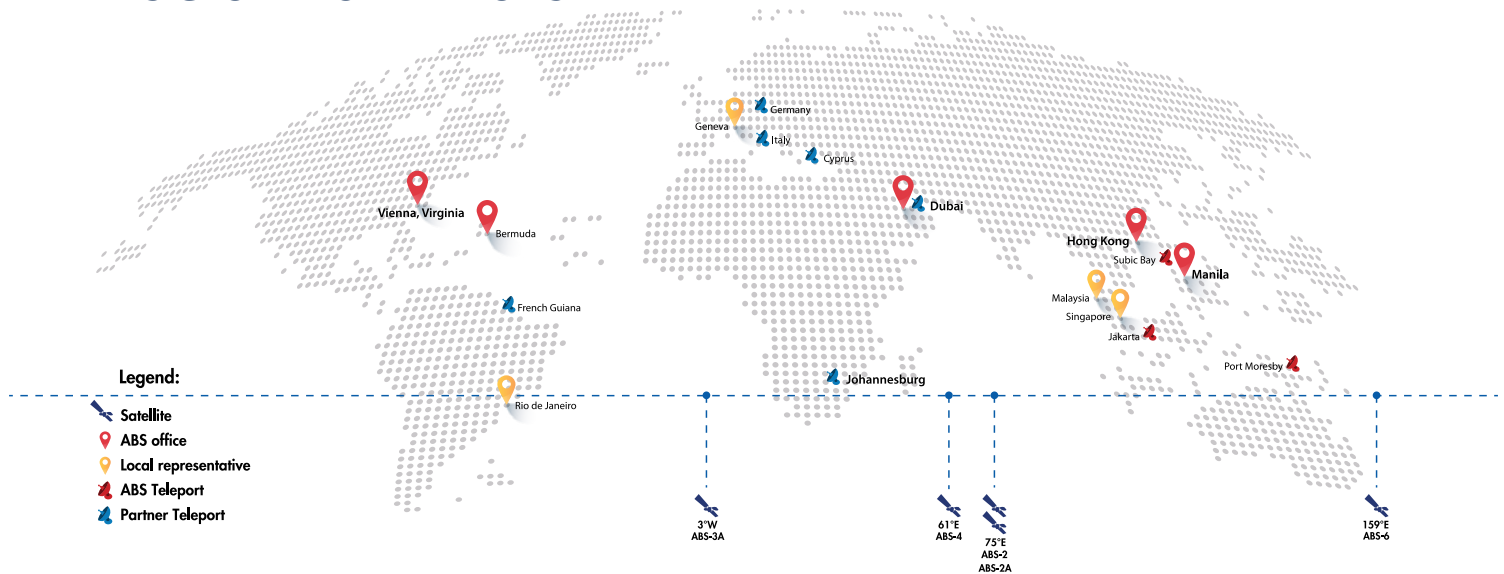 Germany
Geneva
Italy
Cyprus
Vienna, Virginia
Bermuda
Dubai
Hong Kong
Subic Bay
Manila
Malaysia
Singapore
Jakarta
French Guiana
Port Moresby
Johannesburg
Rio de Janeiro
Legend:
Satellite
ABS office
Local representative
ABS Teleport
Partner Teleport
3°W
ABS-3A
61°E
ABS-4
75°E
ABS-2
ABS-2A
159°E
ABS-6